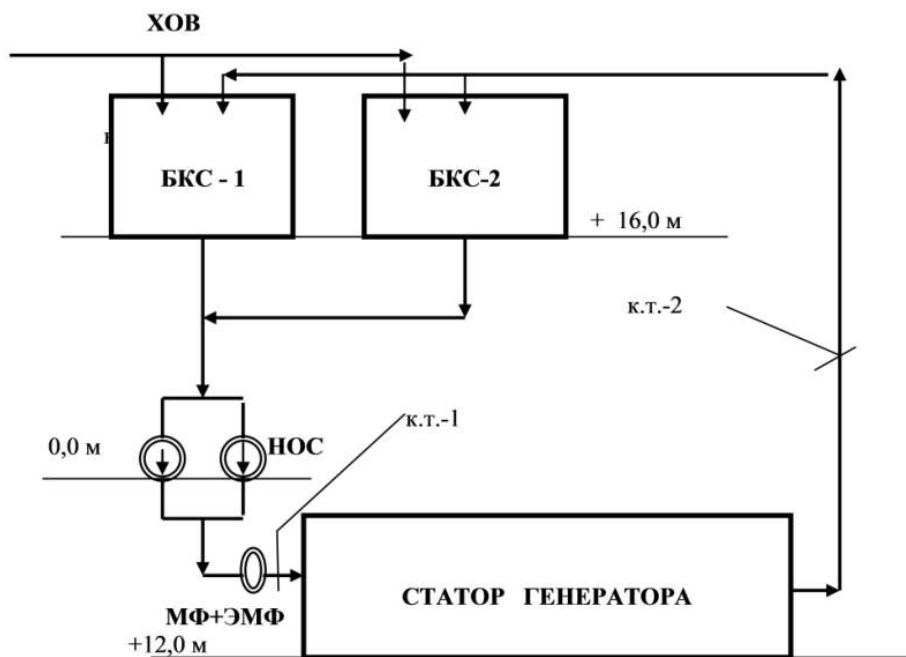 ХОВ
БКС - 1
БКС-2
+ 16,0 м
к.т.-2
к.т.-1
0,0 м
НОС
МФ+ЭМФ
СТАТОР ГЕНЕРАТОРА
+12,0 м